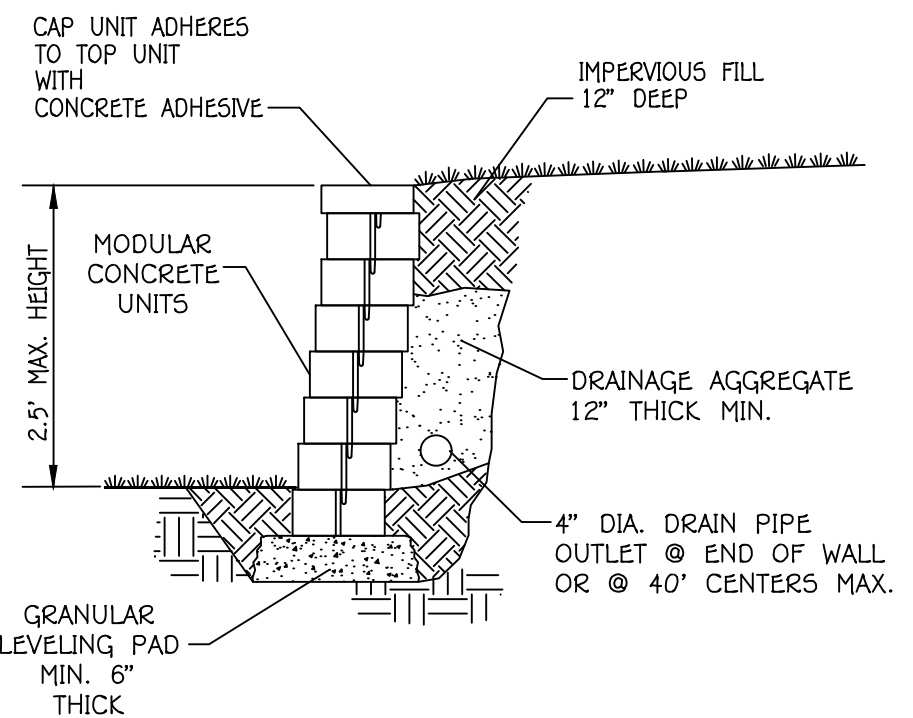 CAP UNIT ADHERES
TO TOP UNIT
WITH
CONCRETE ADHESIVE
IMPERVIOUS FILL
12” DEEP
MODULAR
CONCRETE
UNITS
2.5’ MAX. HEIGHT
DRAINAGE AGGREGATE
12” THICK MIN.
4” DIA. DRAIN PIPE
OUTLET @ END OF WALL
OR @ 40’ CENTERS MAX.
GRANULAR
LEVELING PAD
MIN. 6”
THICK